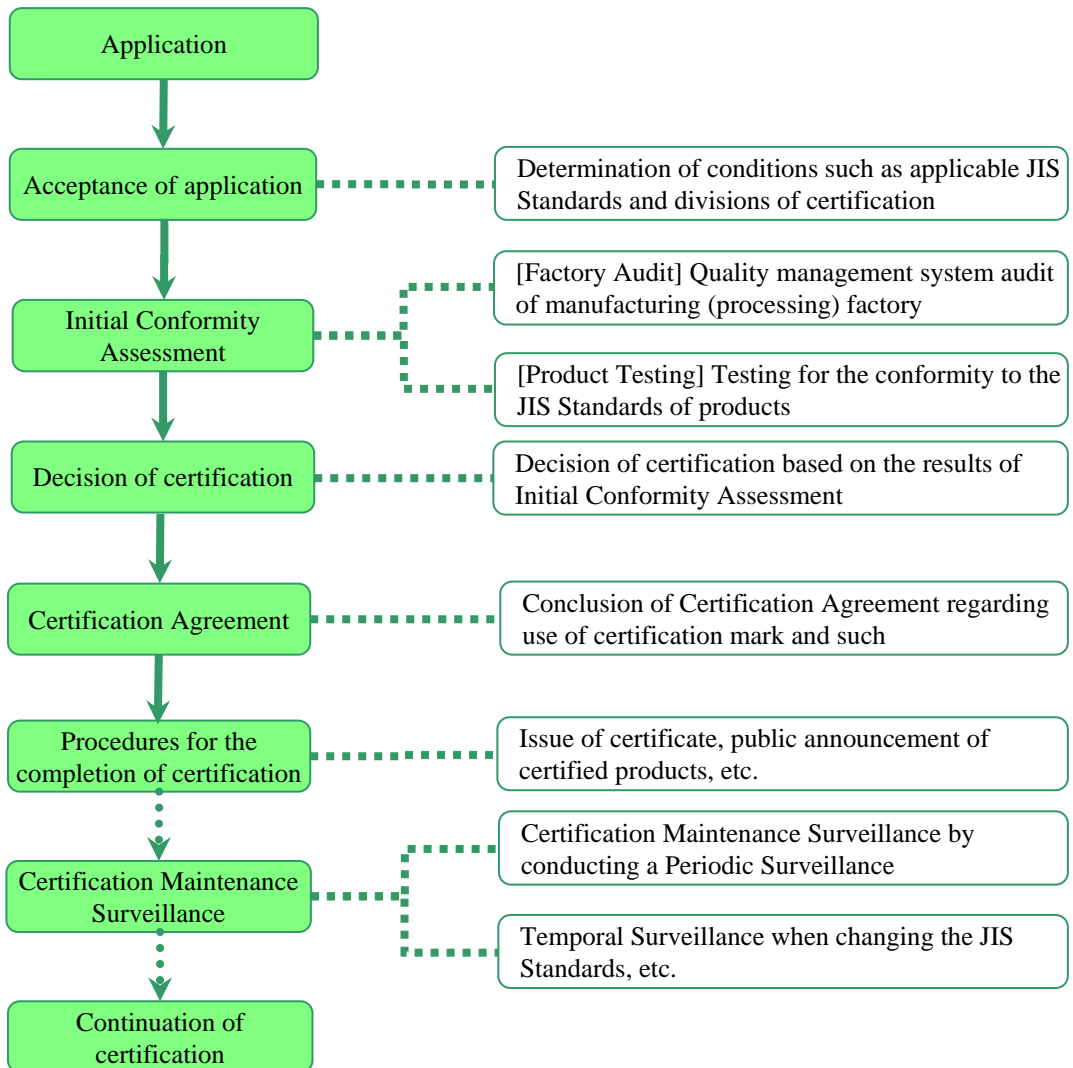 Application
Acceptance of application
Determination of conditions such as applicable JIS
Standards and divisions of certification
Initial Conformity
Assessment
[Factory Audit] Quality management system audit
of manufacturing (processing) factory
[Product Testing] Testing for the conformity to the
JIS Standards of products
Decision of certification
Decision of certification based on the results of
Initial Conformity Assessment
Certification Agreement
Conclusion of Certification Agreement regarding
use of certification mark and such
Procedures for the
completion of certification
Issue of certificate, public announcement of
certified products, etc.
Certification Maintenance
Surveillance
Certification Maintenance Surveillance by
conducting a Periodic Surveillance
Temporal Surveillance when changing the JIS
Standards, etc.
Continuation of
certification